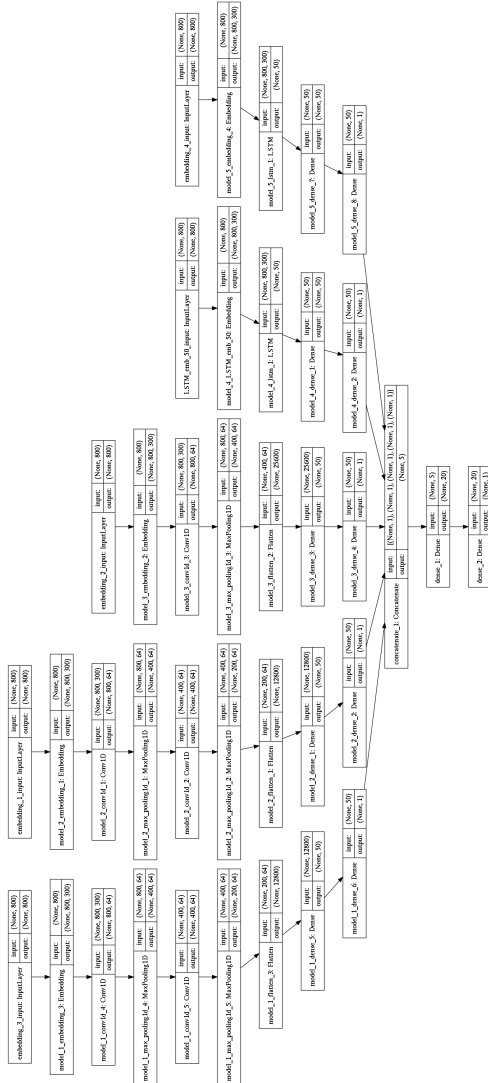 embedding_3_input: InputLayer
input: (None, 800)
output: (None, 800)
embedding_1_input: InputLayer
input: (None, 800)
output: (None, 800)
model_1_embedding_3: Embedding
input: (None, 800)
output: (None, 800, 300)
model_2_embedding_1: Embedding
input: (None, 800)
output: (None, 800, 300)
model_1_conv1d_4: Conv1D
input: (None, 800, 300)
output: (None, 800, 64)
model_2_conv1d_1: Conv1D
input: (None, 800, 300)
output: (None, 800, 64)
embedding_2_input: InputLayer
input: (None, 800)
output: (None, 800)
model_1_max_pooling1d_4: MaxPooling1D
input: (None, 800, 64)
output: (None, 400, 64)
model_2_max_pooling1d_1: MaxPooling1D
input: (None, 800, 64)
output: (None, 400, 64)
model_3_embedding_2: Embedding
input: (None, 800)
output: (None, 800, 300)
model_1_conv1d_5: Conv1D
input: (None, 400, 64)
output: (None, 400, 64)
model_2_conv1d_2: Conv1D
input: (None, 400, 64)
output: (None, 400, 64)
model_3_conv1d_3: Conv1D
input: (None, 800, 300)
output: (None, 800, 64)
LSTM_emb_50_input: InputLayer
input: (None, 800)
output: (None, 800)
embedding_4_input: InputLayer
input: (None, 800)
output: (None, 800)
model_1_max_pooling1d_5: MaxPooling1D
input: (None, 400, 64)
output: (None, 200, 64)
model_2_max_pooling1d_2: MaxPooling1D
input: (None, 400, 64)
output: (None, 200, 64)
model_3_max_pooling1d_3: MaxPooling1D
input: (None, 800, 64)
output: (None, 400, 64)
model_4_LSTM_emb_50: Embedding
input: (None, 800)
output: (None, 800, 300)
model_5_embedding_4: Embedding
input: (None, 800)
output: (None, 800, 300)
model_1_flatten_3: Flatten
input: (None, 200, 64)
output: (None, 12800)
model_2_flatten_1: Flatten
input: (None, 200, 64)
output: (None, 12800)
model_3_flatten_2: Flatten
input: (None, 400, 64)
output: (None, 25600)
model_4_lstm_1: LSTM
input: (None, 800, 300)
output: (None, 50)
model_5_lstm_1: LSTM
input: (None, 800, 300)
output: (None, 50)
model_1_dense_5: Dense
input: (None, 12800)
output: (None, 50)
model_2_dense_1: Dense
input: (None, 12800)
output: (None, 50)
model_3_dense_3: Dense
input: (None, 25600)
output: (None, 50)
model_4_dense_1: Dense
input: (None, 50)
output: (None, 50)
model_5_dense_7: Dense
input: (None, 50)
output: (None, 50)
model_1_dense_6: Dense
input: (None, 50)
output: (None, 1)
model_2_dense_2: Dense
input: (None, 50)
output: (None, 1)
model_3_dense_4: Dense
input: (None, 50)
output: (None, 1)
model_4_dense_2: Dense
input: (None, 50)
output: (None, 1)
model_5_dense_8: Dense
input: (None, 50)
output: (None, 1)
concatenate_1: Concatenate
input: [(None, 1), (None, 1), (None, 1), (None, 1), (None, 1)]
output: (None, 5)
dense_1: Dense
input: (None, 5)
output: (None, 20)
dense_2: Dense
input: (None, 20)
output: (None, 1)